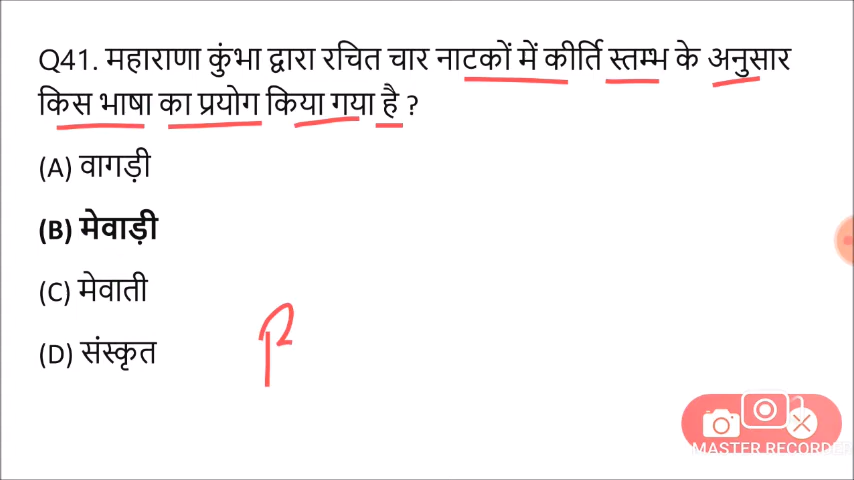 Q41. महाराणा कुंभा द्वारा रचित चार नाटकों में कीर्ति स्तम्भ के अनुसार
किस भाषा का प्रयोग किया गया है ?
(A) वागड़ी
(B) मेवाड़ी
(C) मेवाती
(D) संस्कृत
MASTER RECORDER